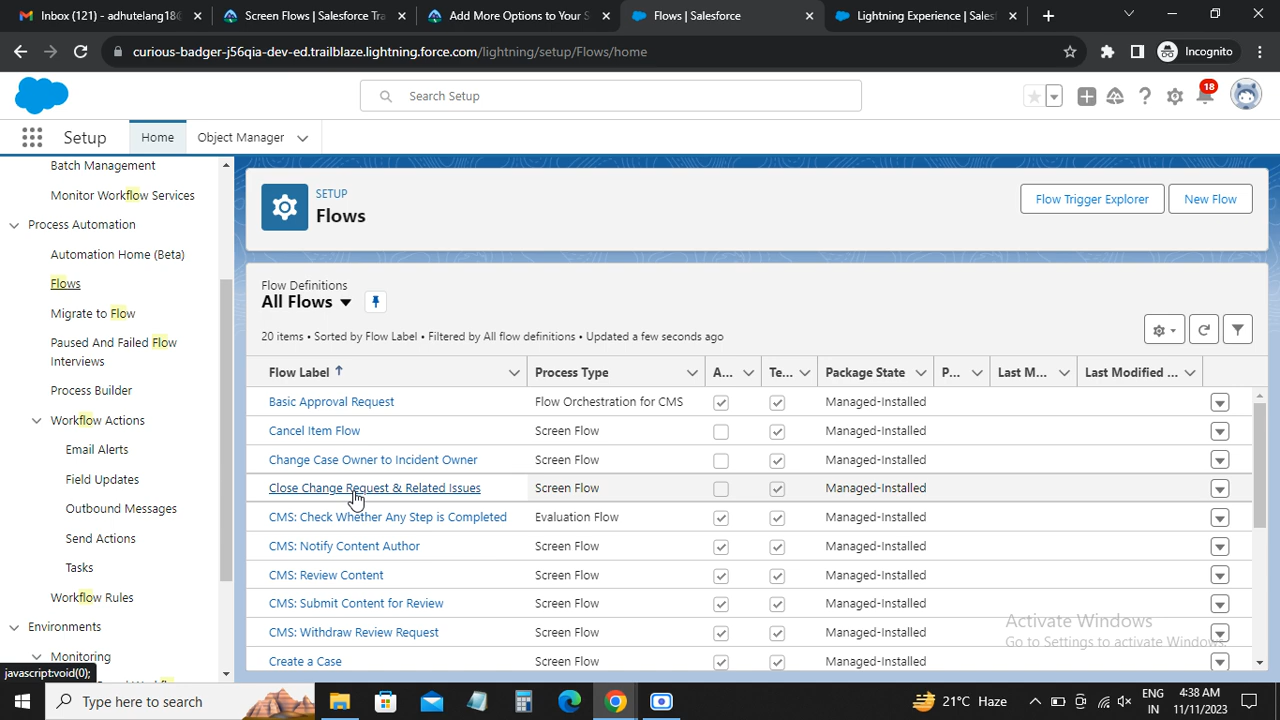 Inbox (121) - adhutelang18@
Screen Flows | Salesforce Tra
Add More Options to Your S
Flows | Salesforce
Lightning Experience | Sales
curious-badger-j56qia-dev-ed.trailblaze.lightning.force.com/lightning/setup/Flows/home
Incognito
Search Setup
18
Setup
Home
Object Manager
Batch Management
Monitor Workflow Services
Process Automation
Automation Home (Beta)
Flows
Migrate to Flow
Paused And Failed Flow
Interviews
Process Builder
Workflow Actions
Email Alerts
Field Updates
Outbound Messages
Send Actions
Tasks
Workflow Rules
Environments
Monitoring
javascript:void(0);
SETUP
Flows
Flow Trigger Explorer
New Flow
Flow Definitions
All Flows
20 items • Sorted by Flow Label • Filtered by All flow definitions • Updated a few seconds ago
Flow Label Process Type A... Te... Package State P... Last M... Last Modified ...
Basic Approval Request Flow Orchestration for CMS Managed-Installed
Cancel Item Flow Screen Flow Managed-Installed
Change Case Owner to Incident Owner Screen Flow Managed-Installed
Close Change Request & Related Issues Screen Flow Managed-Installed
CMS: Check Whether Any Step is Completed Evaluation Flow Managed-Installed
CMS: Notify Content Author Screen Flow Managed-Installed
CMS: Review Content Screen Flow Managed-Installed
CMS: Submit Content for Review Screen Flow Managed-Installed
CMS: Withdraw Review Request Screen Flow Managed-Installed
Create a Case Screen Flow Managed-Installed
Activate Windows
Go to Settings to activate Windows.
Type here to search
21°C Haze
ENG
IN
4:38 AM
11/11/2023